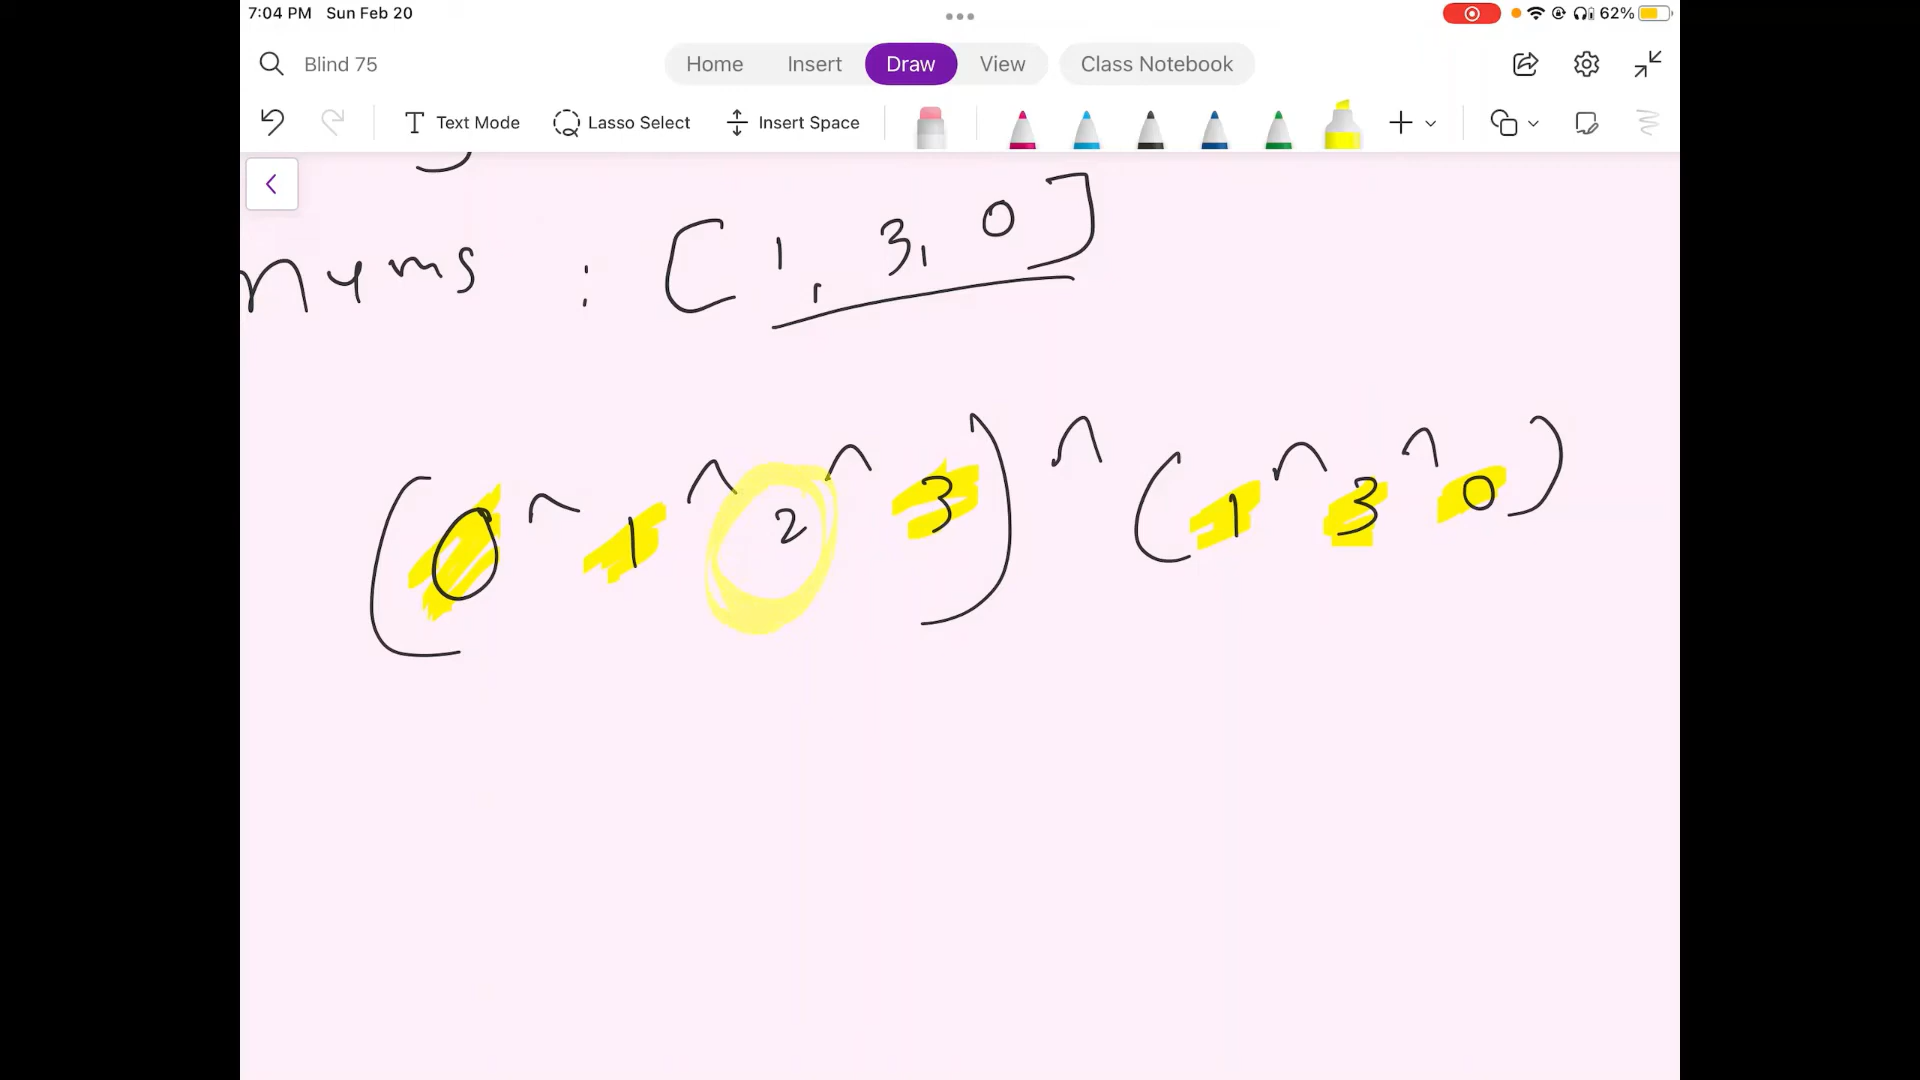 7:04 PM Sun Feb 20 62%
Blind 75 Home Insert Draw View Class Notebook
Text Mode Lasso Select Insert Space
nums : [1, 3, 0]
(0 ^ 1 ^ 2 ^ 3) ^ (1 ^ 3 ^ 0)